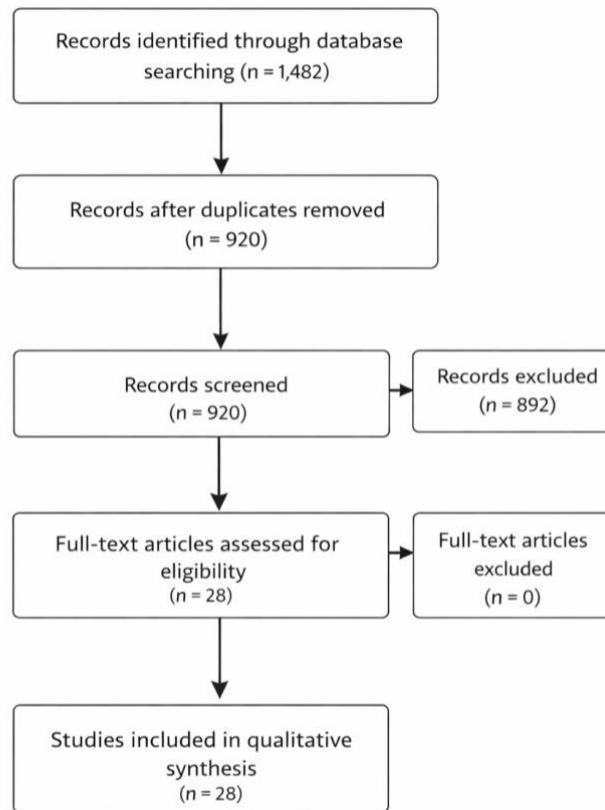 Records identified through database
searching (n = 1,482)
Records after duplicates removed
(n = 920)
Records screened
(n = 920)
Records excluded
(n = 892)
Full-text articles assessed for
eligibility
(n = 28)
Full-text articles
excluded
(n = 0)
Studies included in qualitative
synthesis
(n = 28)